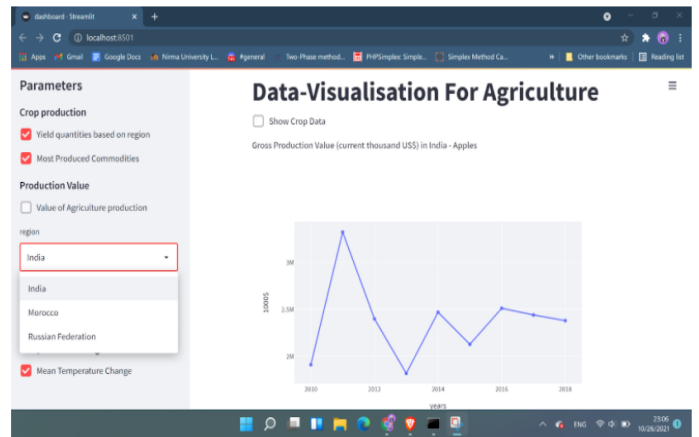 dashboard · Streamlit
localhost:8501
Apps Gmail Google Docs Nirma University L... #general Two-Phase method... PHPSimplex: Simple... Simplex Method Ca... » Other bookmarks Reading list
Parameters
Crop production
Yield quantities based on region
Most Produced Commodities
Production Value
Value of Agriculture production
region
India
India
Morocco
Russian Federation
Mean Temperature Change
Data-Visualisation For Agriculture
Show Crop Data
Gross Production Value (current thousand US$) in India - Apples
1000$
3M
2.5M
2M
2010 2012 2014 2016 2018
years
ENG
23:05
10/26/2021